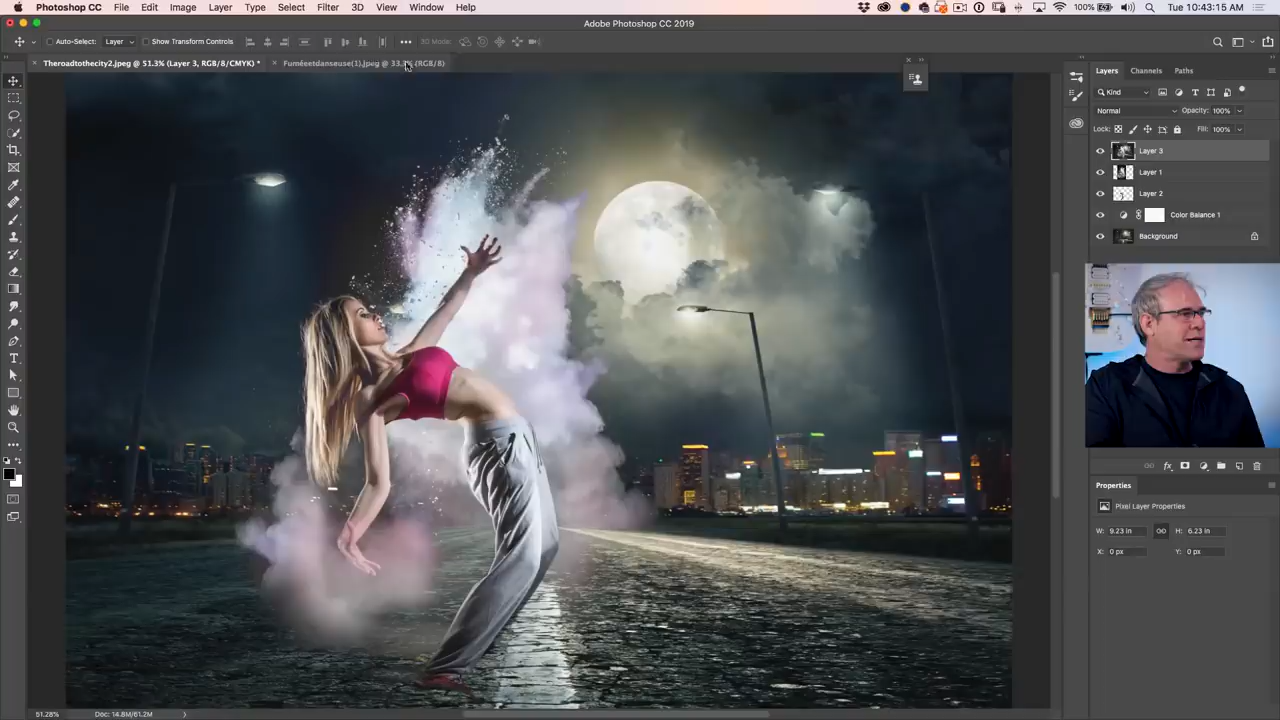 Photoshop CC File Edit Image Layer Type Select Filter 3D View Window Help 100% Tue 10:43:15 AM
Adobe Photoshop CC 2019
Auto-Select: Layer Show Transform Controls 3D Mode:
Theroadtothecity2.jpeg @ 51.3% (Layer 3, RGB/8/CMYK) * Fuméeetdanseuse(1).jpeg @ 33.3% (RGB/8)
Layers Channels Paths
Kind
Normal Opacity: 100%
Lock: Fill: 100%
Layer 3
Layer 1
Layer 2
Color Balance 1
Background
fx
Properties
Pixel Layer Properties
W: 9.23 in H: 6.23 in
X: 0 px Y: 0 px
51.28% Doc: 14.8M/61.2M